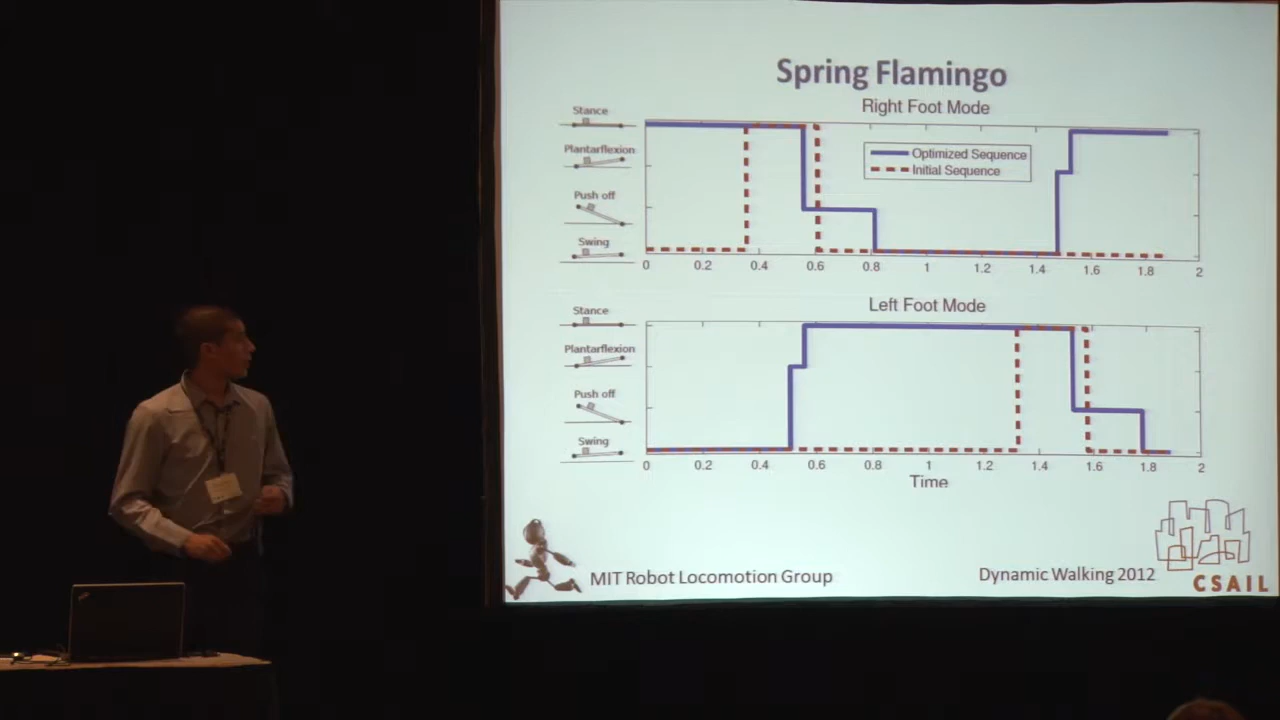 Spring Flamingo
Right Foot Mode
Stance
Plantarflexion
Push off
Swing
Optimized Sequence
Initial Sequence
0 0.2 0.4 0.6 0.8 1 1.2 1.4 1.6 1.8 2
Left Foot Mode
Stance
Plantarflexion
Push off
Swing
0 0.2 0.4 0.6 0.8 1 1.2 1.4 1.6 1.8 2
Time
MIT Robot Locomotion Group
Dynamic Walking 2012
CSAIL